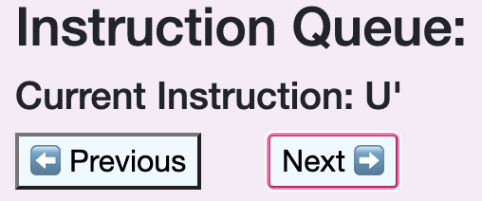 Instruction Queue:
Current Instruction: U'
⬅️ Previous Next ➡️